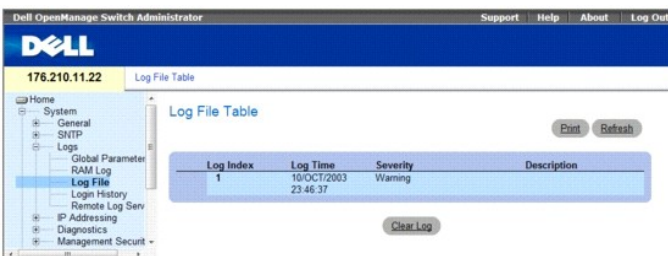 Dell OpenManage Switch Administrator Support Help About Log Out
DELL
176.210.11.22 Log File Table
Home
System
General
SNTP
Logs
Global Parameter
RAM Log
Log File
Login History
Remote Log Serv
IP Addressing
Diagnostics
Management Securit
Log File Table
Print Refresh
Log Index Log Time Severity Description
1 10/OCT/2003 Warning
23:46:37
Clear Log